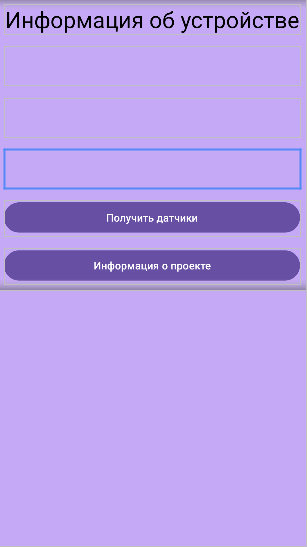 Информация об устройстве
Получить датчики
Информация о проекте